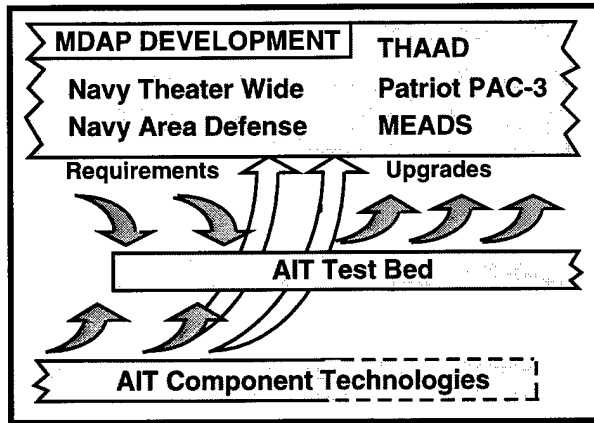 MDAP DEVELOPMENT
THAAD
Navy Theater Wide
Patriot PAC-3
Navy Area Defense
MEADS
Requirements
Upgrades
AIT Test Bed
AIT Component Technologies